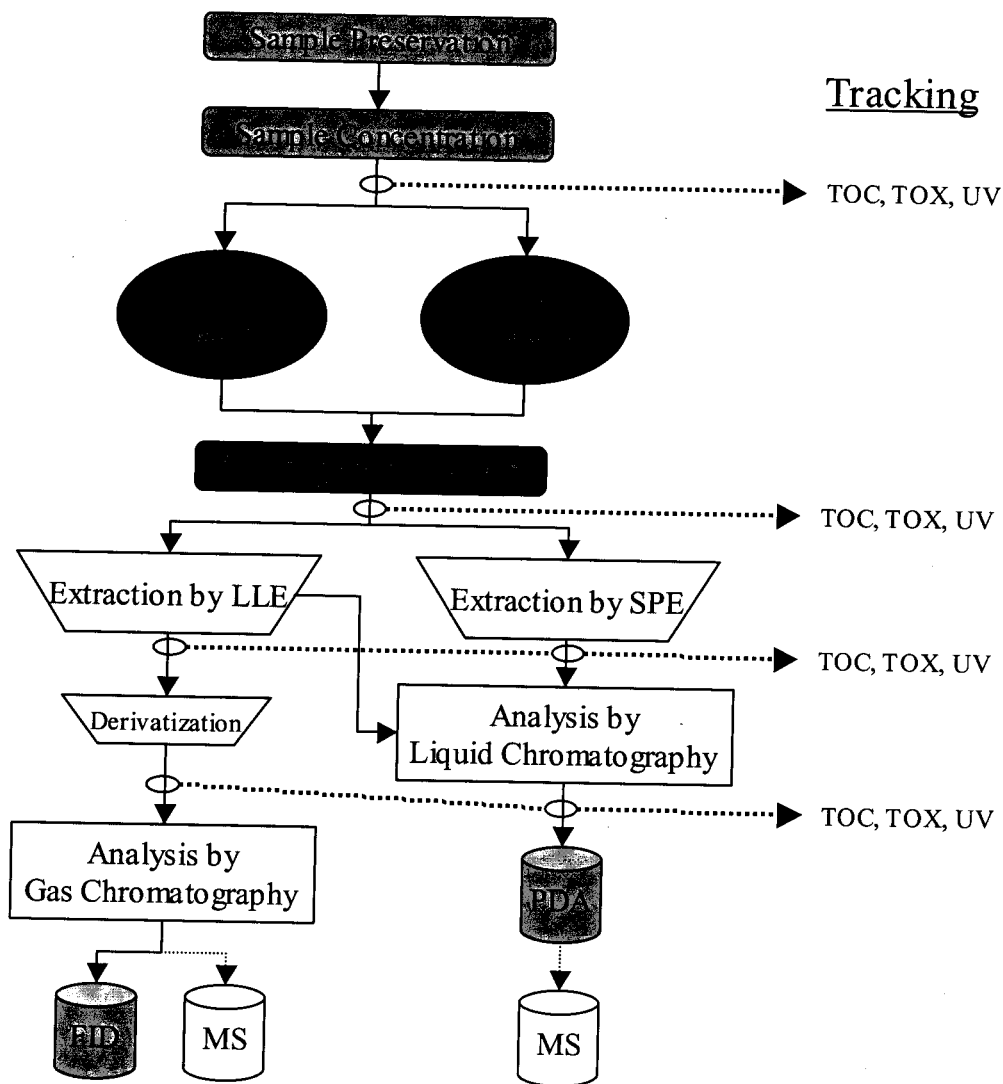 Sample Preservation
Tracking
Sample Concentration
TOC, TOX, UV
TOC, TOX, UV
Extraction by LLE
Extraction by SPE
TOC, TOX, UV
Derivatization
Analysis by
Liquid Chromatography
TOC, TOX, UV
Analysis by
Gas Chromatography
PDA
FID
MS
MS